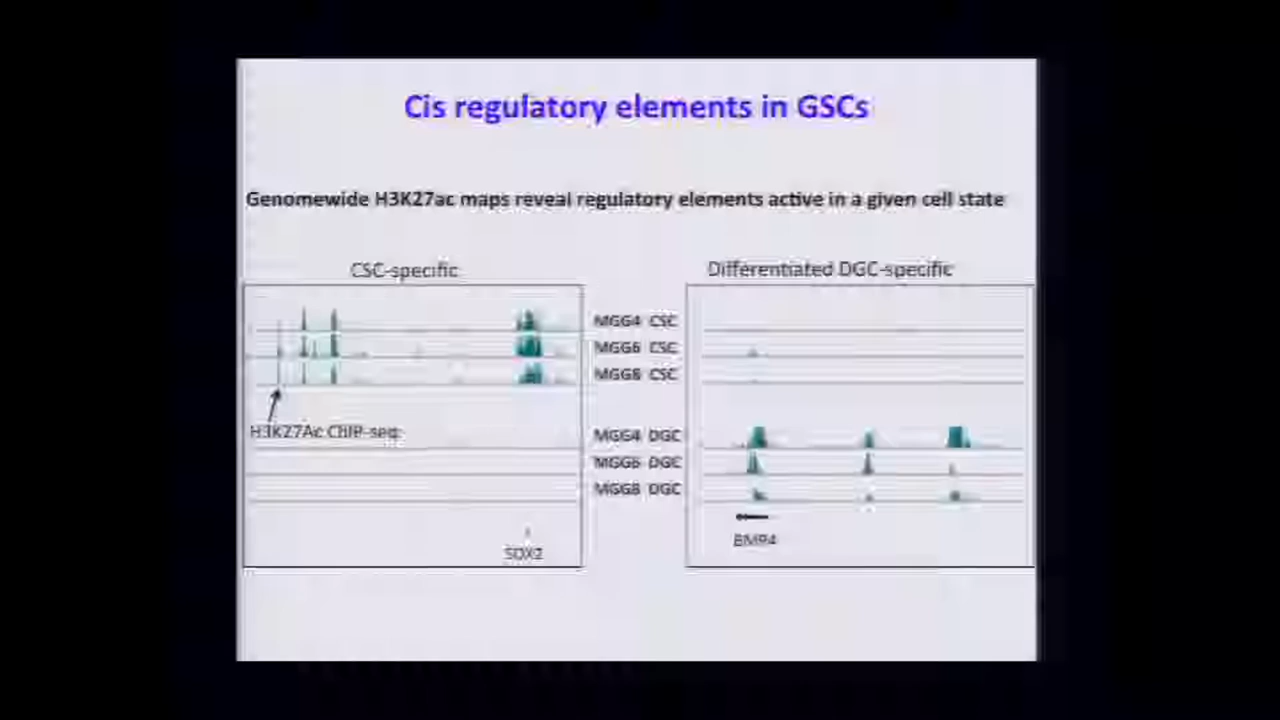 Cis regulatory elements in GSCs
Genomewide H3K27ac maps reveal regulatory elements active in a given cell state
CSC-specific
Differentiated DGC-specific
MGG4 CSC
MGG6 CSC
MGG8 CSC
H3K27Ac ChIP-seq
MGG4 DGC
MGG6 DGC
MGG8 DGC
SOX2
BMP4